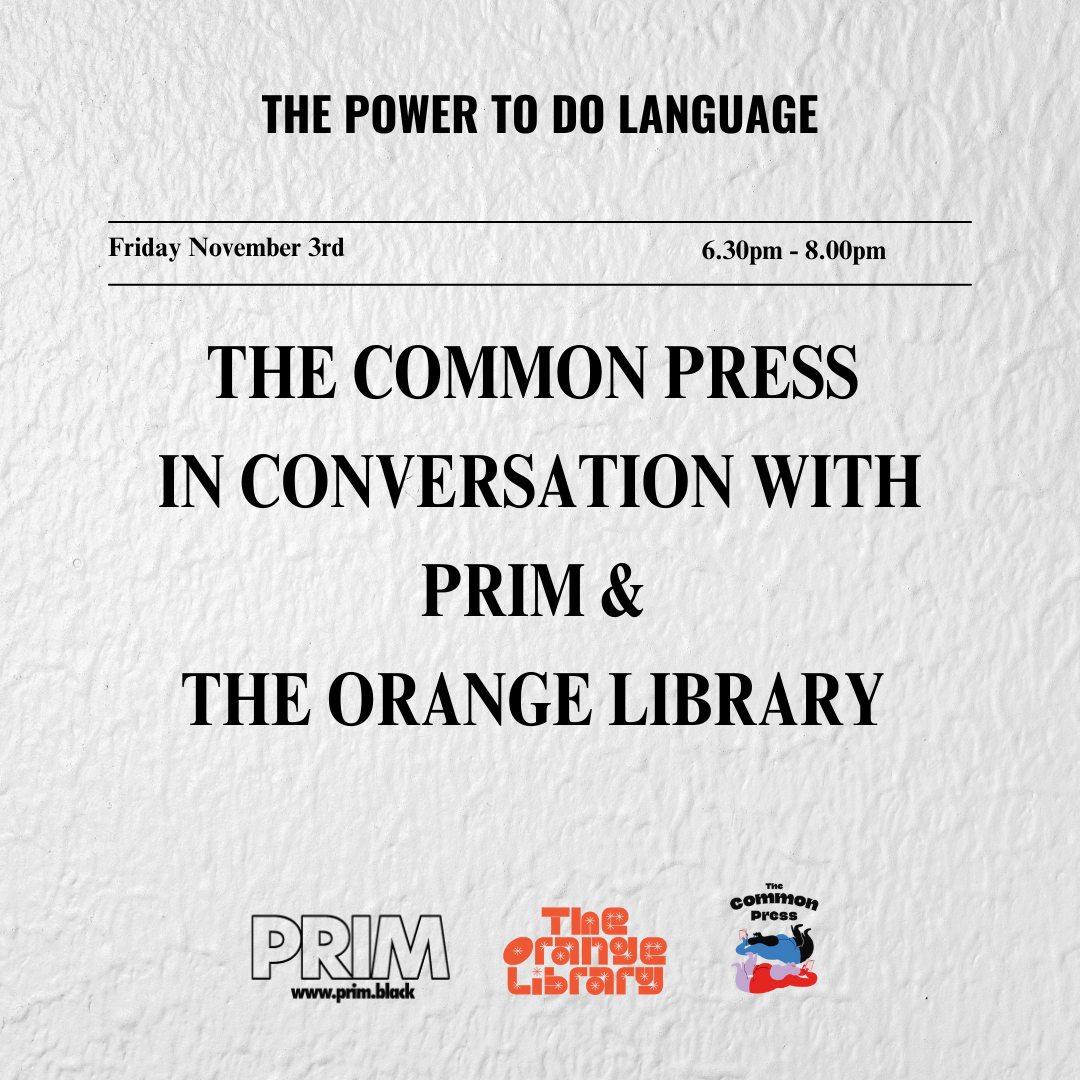 THE POWER TO DO LANGUAGE
Friday November 3rd 6.30pm - 8.00pm
THE COMMON PRESS
IN CONVERSATION WITH
PRIM &
THE ORANGE LIBRARY
PRIM
www.prim.black
The
Orange
Library
The
Common
Press